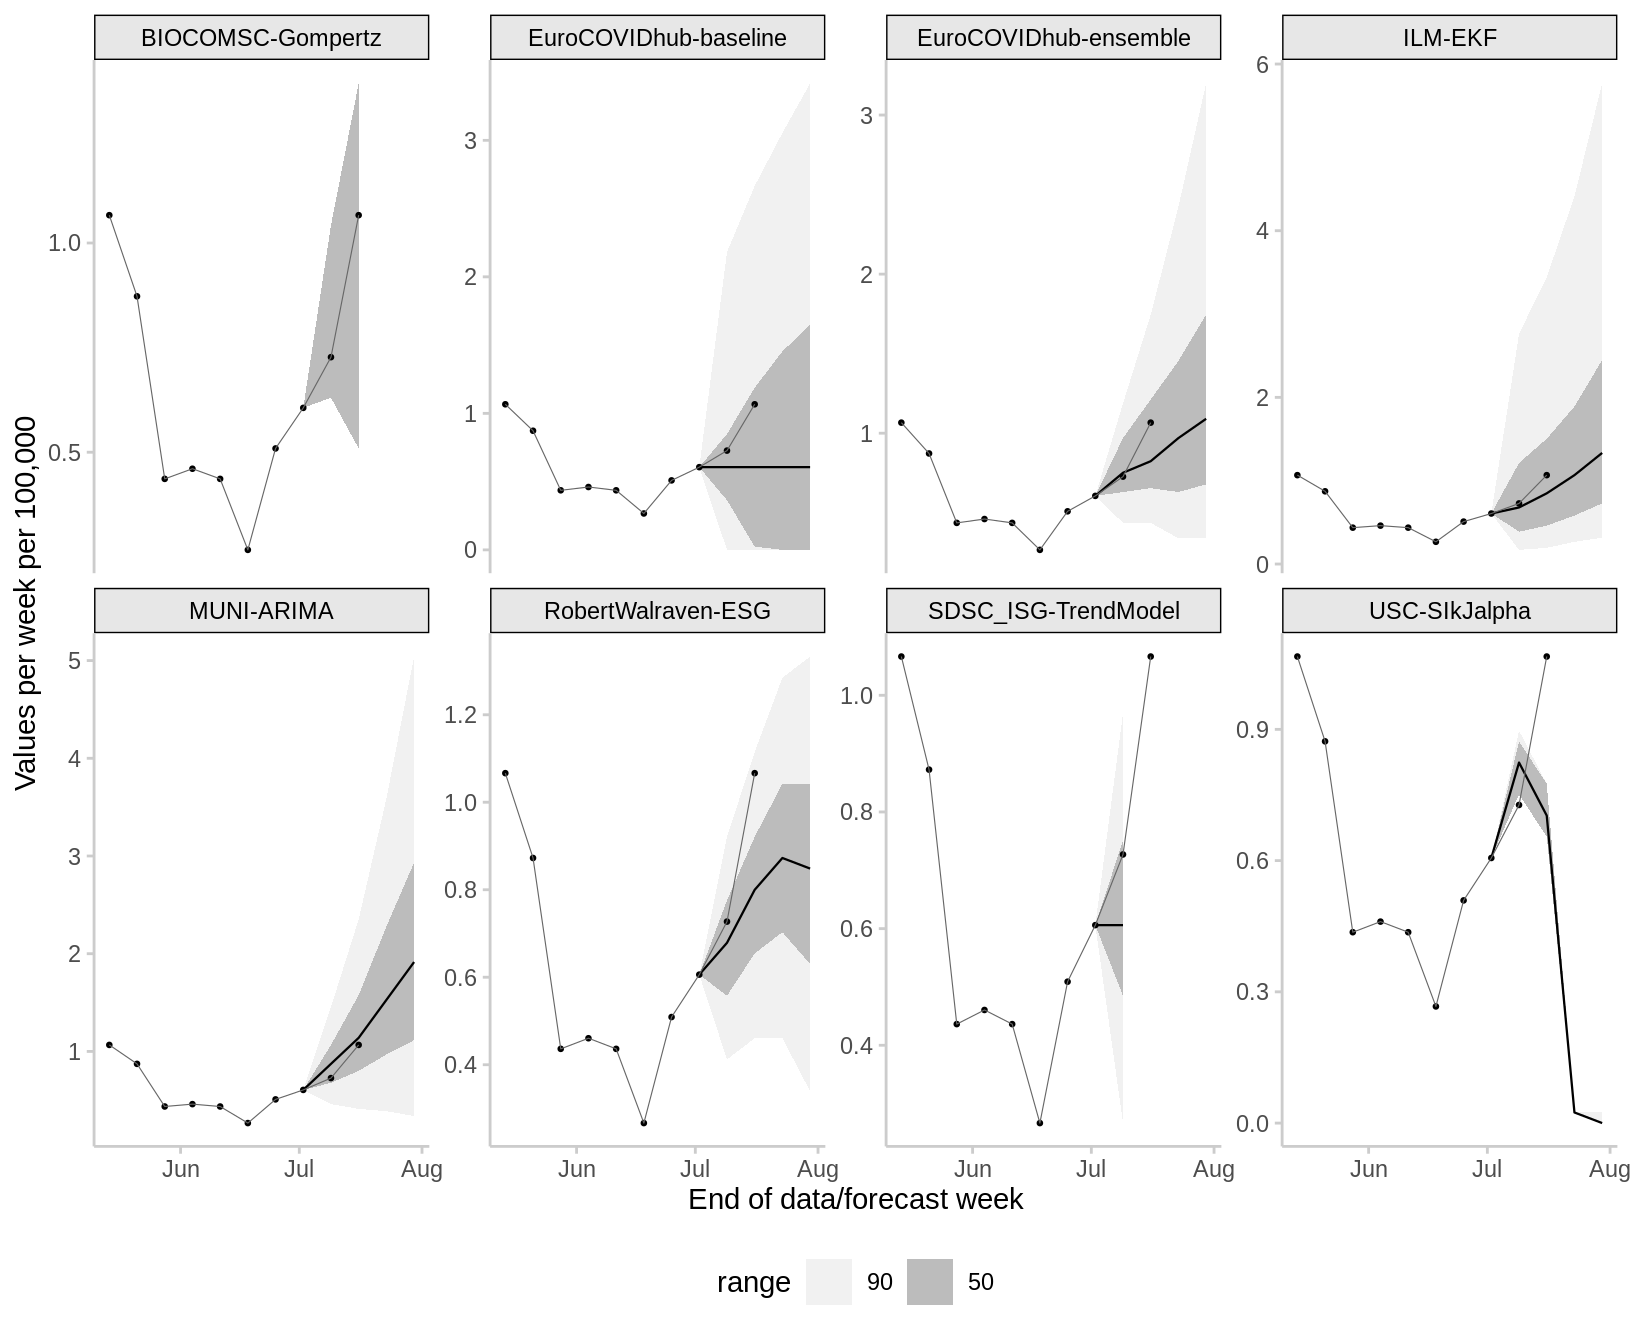 BIOCOMSC-Gompertz
EuroCOVIDhub-baseline
EuroCOVIDhub-ensemble
ILM-EKF
1.0
0.5
3
2
1
0
3
2
1
6
4
2
0
MUNI-ARIMA
RobertWalraven-ESG
SDSC_ISG-TrendModel
USC-SIkJalpha
5
4
3
2
1
1.2
1.0
0.8
0.6
0.4
1.0
0.8
0.6
0.4
0.9
0.6
0.3
0.0
Jun Jul Aug
Jun Jul Aug
Jun Jul Aug
Jun Jul Aug
Values per week per 100,000
End of data/forecast week
range 90 50